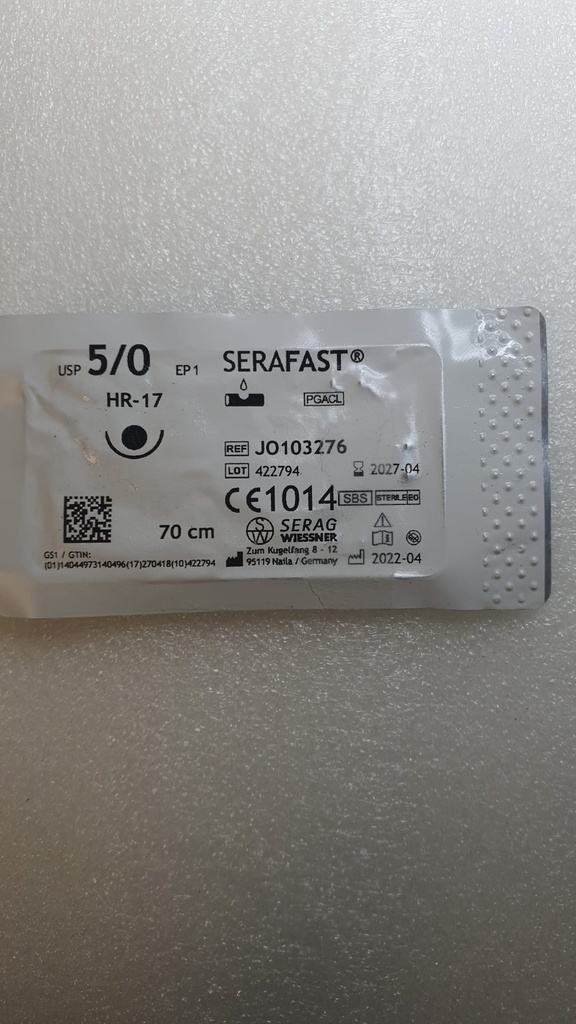 USP 5/0 EP 1 SERAFAST®
HR-17
PGACL
REF JO103276
LOT 422794 2027-04
CE1014 SBS STERILE EO
70 cm SERAG
WIESSNER
GS1 / GTIN:
(01)14044973140496(17)270418(10)422794
Zum Kugelfang 8 - 12
95119 Naila / Germany 2022-04